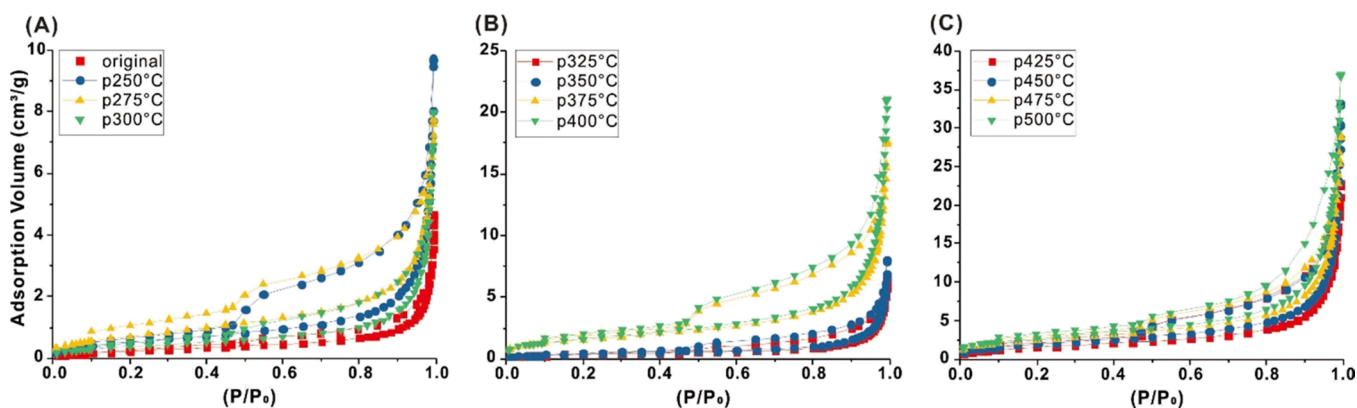 (A)
Adsorption Volume (cm³/g)
10
8
6
4
2
0
original
p250°C
p275°C
p300°C
0.0 0.2 0.4 0.6 0.8 1.0
(P/P₀)
(B)
25
20
15
10
5
0
p325°C
p350°C
p375°C
p400°C
0.0 0.2 0.4 0.6 0.8 1.0
(P/P₀)
(C)
40
35
30
25
20
15
10
5
0
p425°C
p450°C
p475°C
p500°C
0.0 0.2 0.4 0.6 0.8 1.0
(P/P₀)